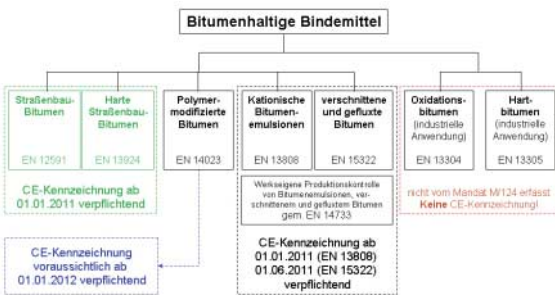 Bitumenhaltige Bindemittel
Straßenbau-
Bitumen
EN 12591
Harte
Straßenbau-
Bitumen
EN 13924
Polymer-
modifizierte
Bitumen
EN 14023
Kationische
Bitumen-
emulsionen
EN 13808
verschnittene
und gefluxte
Bitumen
EN 15322
Oxidations-
bitumen
(industrielle
Anwendung)
EN 13304
Hart-
bitumen
(industrielle
Anwendung)
EN 13305
CE-Kennzeichnung ab
01.01.2011 verpflichtend
Werkseigene Produktionskontrolle
von Bitumenemulsionen, ver-
schnittenem und gefluxtem Bitumen
gem. EN 14733
nicht vom Mandat M/124 erfasst
Keine CE-Kennzeichnung!
CE-Kennzeichnung
voraussichtlich ab
01.01.2012 verpflichtend
CE-Kennzeichnung ab
01.01.2011 (EN 13808)
01.06.2011 (EN 15322)
verpflichtend